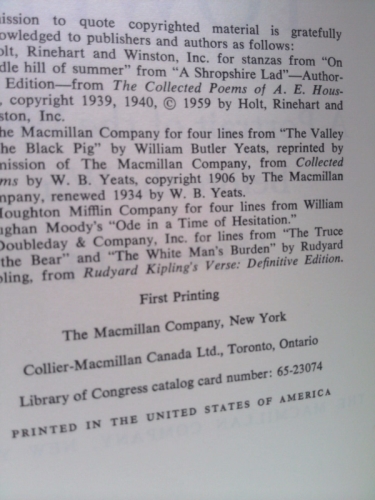 ission to quote copyrighted material is gratefully
owledged to publishers and authors as follows:
olt, Rinehart and Winston, Inc. for stanzas from “On
dle hill of summer” from “A Shropshire Lad”—Author-
Edition—from The Collected Poems of A. E. Hous-
, copyright 1939, 1940, © 1959 by Holt, Rinehart and
ston, Inc.
he Macmillan Company for four lines from “The Valley
he Black Pig” by William Butler Yeats, reprinted by
mission of The Macmillan Company, from Collected
ms by W. B. Yeats, copyright 1906 by The Macmillan
mpany, renewed 1934 by W. B. Yeats.
Houghton Mifflin Company for four lines from William
ughan Moody’s “Ode in a Time of Hesitation.”
Doubleday & Company, Inc. for lines from “The Truce
the Bear” and “The White Man’s Burden” by Rudyard
pling, from Rudyard Kipling’s Verse: Definitive Edition.
First Printing
The Macmillan Company, New York
Collier-Macmillan Canada Ltd., Toronto, Ontario
Library of Congress catalog card number: 65-23074
PRINTED IN THE UNITED STATES OF AMERICA